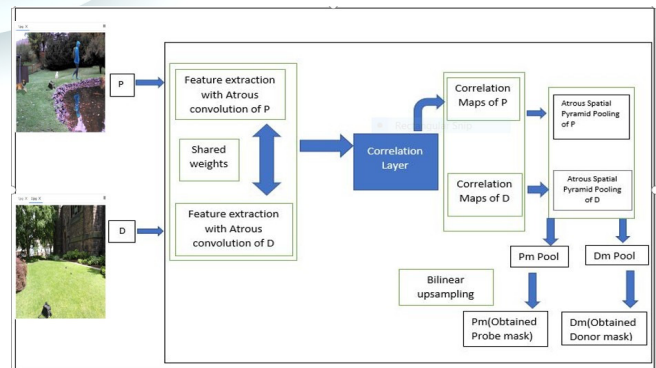 P
Feature extraction
with Atrous
convolution of P
Shared
weights
Feature extraction
with Atrous
convolution of D
D
Correlation
Layer
Correlation
Maps of P
Correlation
Maps of D
Atrous Spatial
Pyramid Pooling
of P
Atrous Spatial
Pyramid Pooling
of D
Pm Pool
Dm Pool
Bilinear
upsampling
Pm(Obtained
Probe mask)
Dm(Obtained
Donor mask)
Rectangular Snip